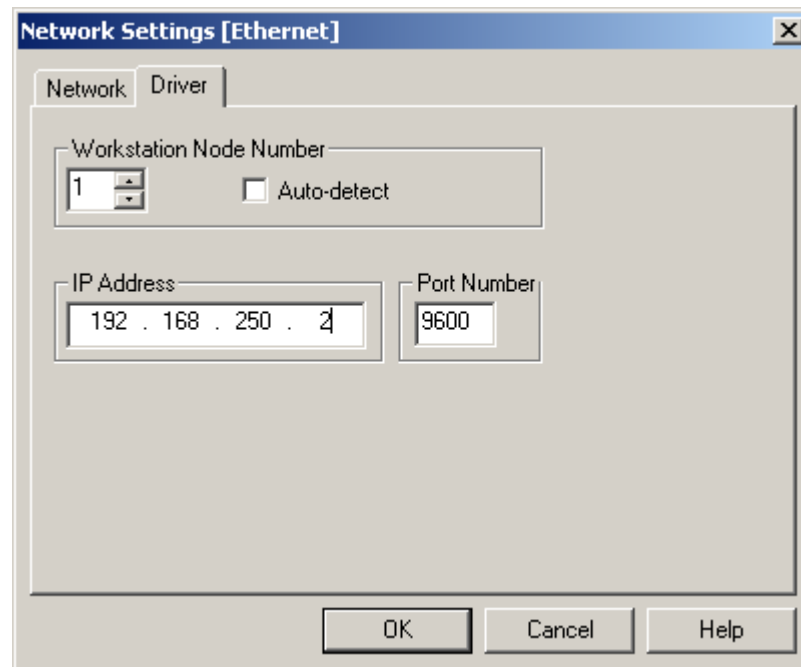 Network Settings [Ethernet]
Network Driver
Workstation Node Number
1 Auto-detect
IP Address Port Number
192 . 168 . 250 . 2 9600
OK Cancel Help